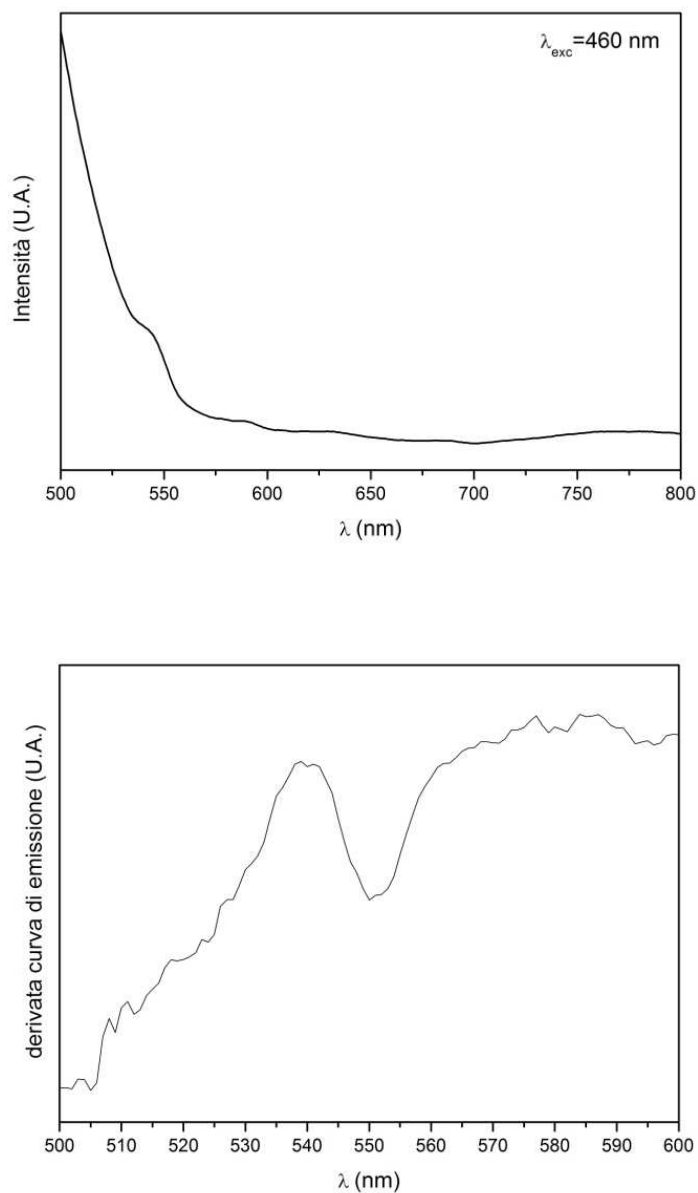 λexc=460 nm
Intensità (U.A.)
500 550 600 650 700 750 800
λ (nm)
derivata curva di emissione (U.A.)
500 510 520 530 540 550 560 570 580 590 600
λ (nm)